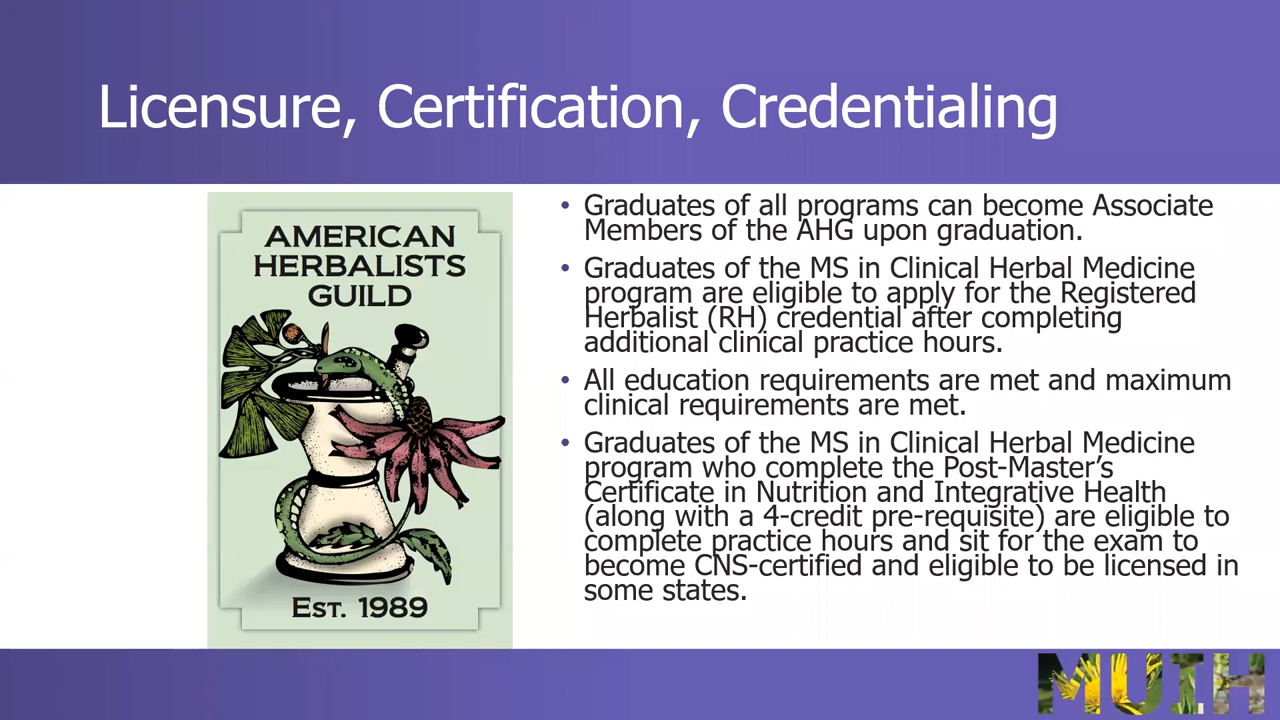 Licensure, Certification, Credentialing
AMERICAN
HERBALISTS
GUILD
EST. 1989
• Graduates of all programs can become Associate
Members of the AHG upon graduation.
• Graduates of the MS in Clinical Herbal Medicine
program are eligible to apply for the Registered
Herbalist (RH) credential after completing
additional clinical practice hours.
• All education requirements are met and maximum
clinical requirements are met.
• Graduates of the MS in Clinical Herbal Medicine
program who complete the Post-Master’s
Certificate in Nutrition and Integrative Health
(along with a 4-credit pre-requisite) are eligible to
complete practice hours and sit for the exam to
become CNS-certified and eligible to be licensed in
some states.
MUIH